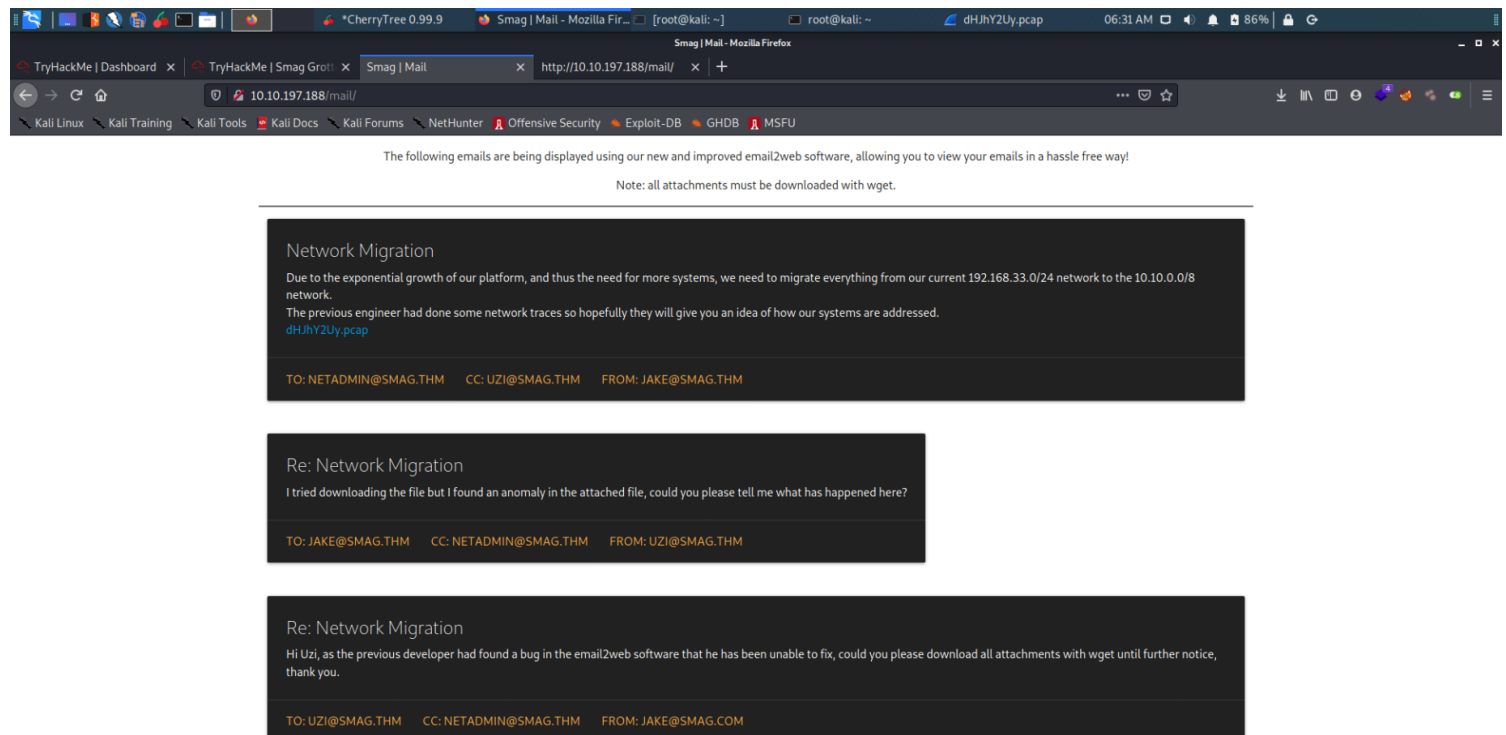 *CherryTree 0.99.9 Smag | Mail - Mozilla Fir... [root@kali: ~] root@kali: ~ dHJhY2Uy.pcap 06:31 AM 86%
Smag | Mail - Mozilla Firefox
TryHackMe | Dashboard TryHackMe | Smag Grott Smag | Mail http://10.10.197.188/mail/
10.10.197.188/mail/ 4
Kali Linux Kali Training Kali Tools Kali Docs Kali Forums NetHunter Offensive Security Exploit-DB GHDB MSFU
The following emails are being displayed using our new and improved email2web software, allowing you to view your emails in a hassle free way!
Note: all attachments must be downloaded with wget.
Network Migration
Due to the exponential growth of our platform, and thus the need for more systems, we need to migrate everything from our current 192.168.33.0/24 network to the 10.10.0.0/8
network.
The previous engineer had done some network traces so hopefully they will give you an idea of how our systems are addressed.
dHJhY2Uy.pcap
TO: NETADMIN@SMAG.THM CC: UZI@SMAG.THM FROM: JAKE@SMAG.THM
Re: Network Migration
I tried downloading the file but I found an anomaly in the attached file, could you please tell me what has happened here?
TO: JAKE@SMAG.THM CC: NETADMIN@SMAG.THM FROM: UZI@SMAG.THM
Re: Network Migration
Hi Uzi, as the previous developer had found a bug in the email2web software that he has been unable to fix, could you please download all attachments with wget until further notice,
thank you.
TO: UZI@SMAG.THM CC: NETADMIN@SMAG.THM FROM: JAKE@SMAG.COM